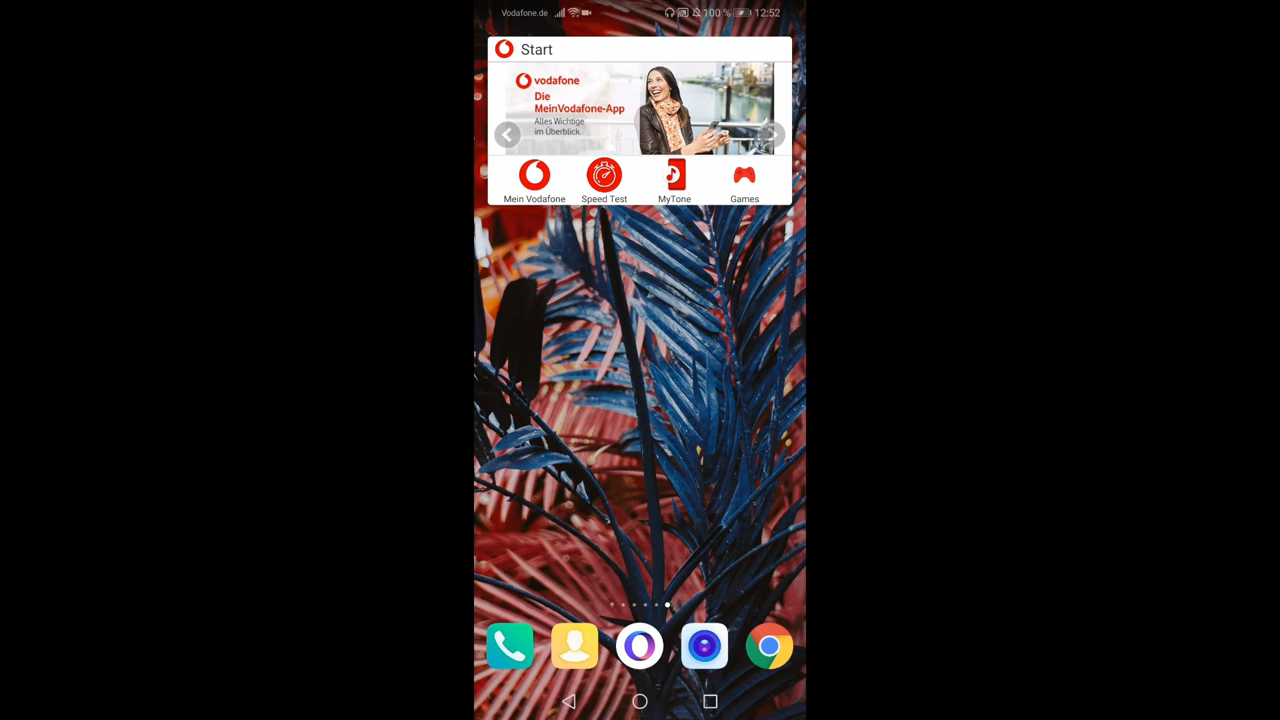 Vodafone.de 100 % 12:52
Start
vodafone
Die
MeinVodafone-App
Alles Wichtige
im Überblick.
Mein Vodafone Speed Test MyTone Games